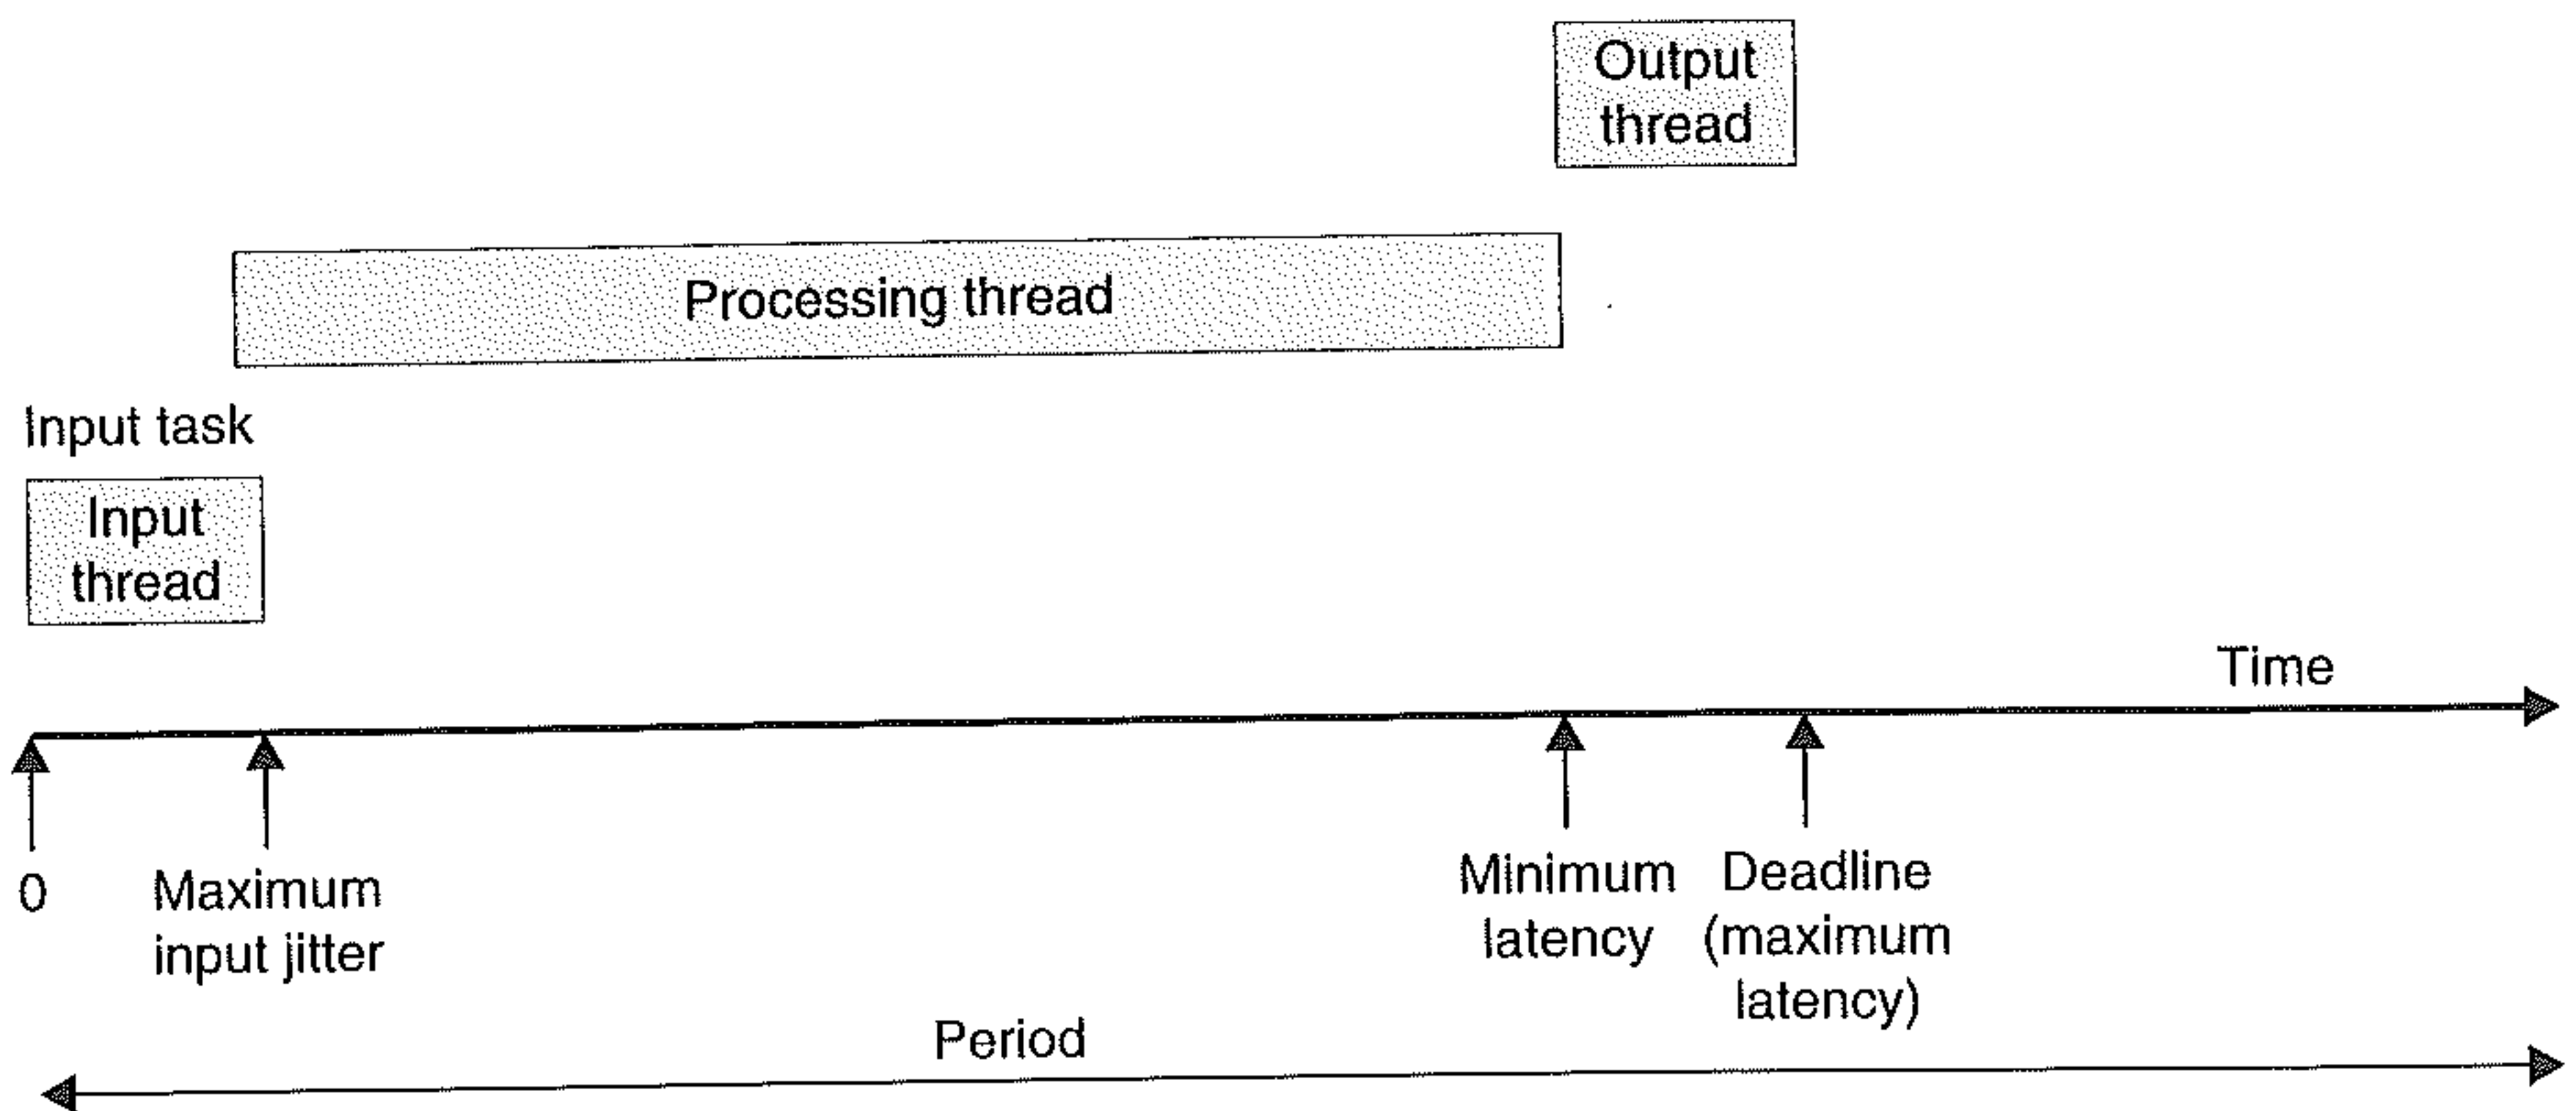 Output
thread
Processing thread
Input task
Input
thread
Time
0
Maximum
input jitter
Minimum
latency
Deadline
(maximum
latency)
Period